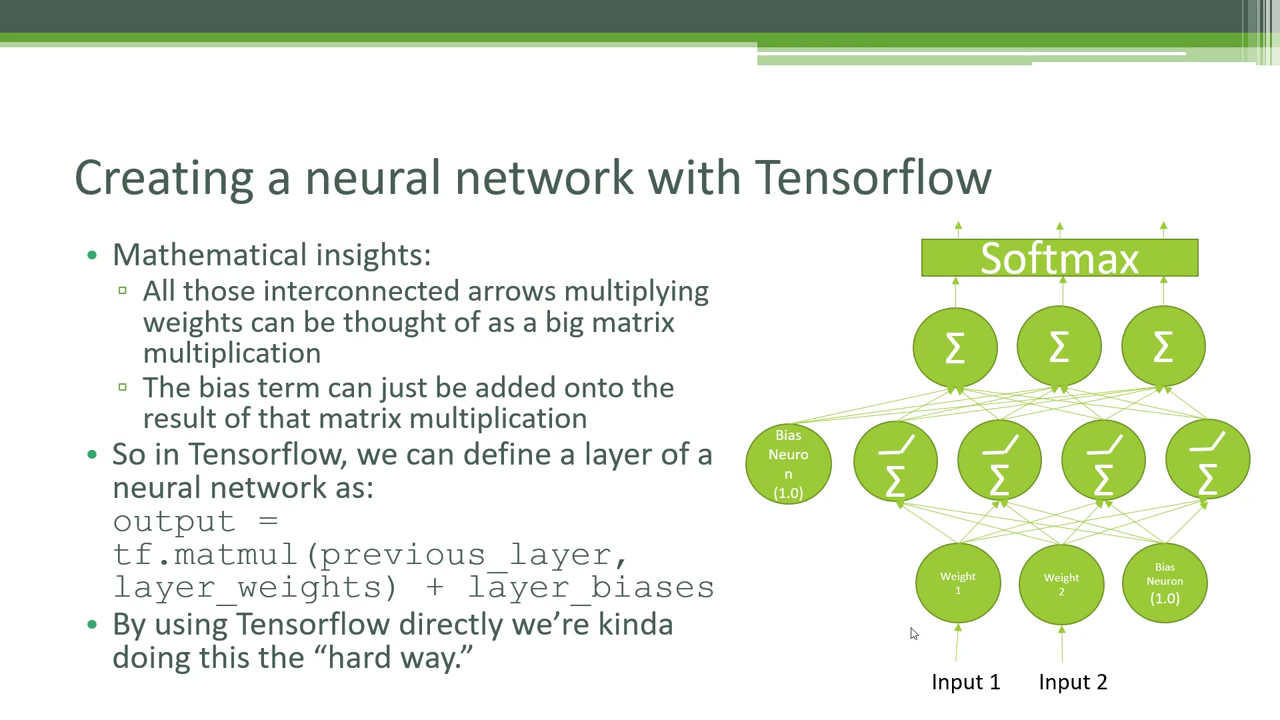 Creating a neural network with Tensorflow
• Mathematical insights:
▫ All those interconnected arrows multiplying
weights can be thought of as a big matrix
multiplication
▫ The bias term can just be added onto the
result of that matrix multiplication
• So in Tensorflow, we can define a layer of a
neural network as:
output =
tf.matmul(previous_layer,
layer_weights) + layer_biases
• By using Tensorflow directly we’re kinda
doing this the “hard way.”
Softmax
Σ Σ Σ
Bias
Neuro
n
(1.0)
Σ Σ Σ Σ
Weight
1
Weight
2
Bias
Neuron
(1.0)
Input 1
Input 2